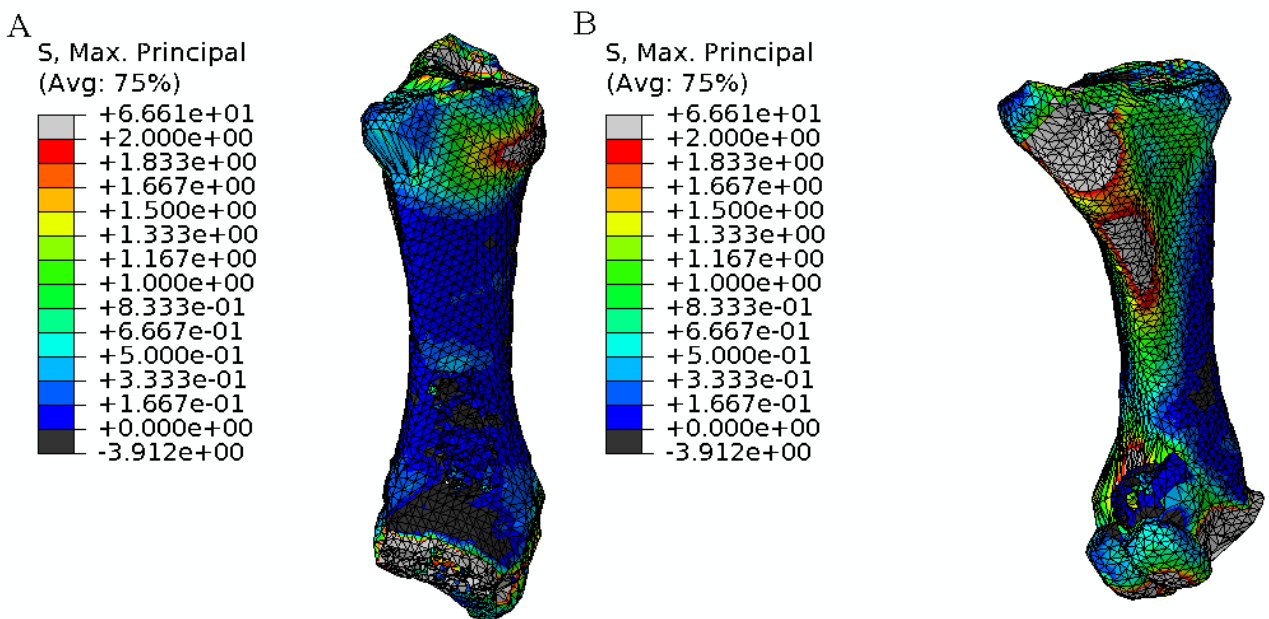 A
S, Max. Principal
(Avg: 75%)
+6.661e+01
+2.000e+00
+1.833e+00
+1.667e+00
+1.500e+00
+1.333e+00
+1.167e+00
+1.000e+00
+8.333e-01
+6.667e-01
+5.000e-01
+3.333e-01
+1.667e-01
+0.000e+00
-3.912e+00
B
S, Max. Principal
(Avg: 75%)
+6.661e+01
+2.000e+00
+1.833e+00
+1.667e+00
+1.500e+00
+1.333e+00
+1.167e+00
+1.000e+00
+8.333e-01
+6.667e-01
+5.000e-01
+3.333e-01
+1.667e-01
+0.000e+00
-3.912e+00